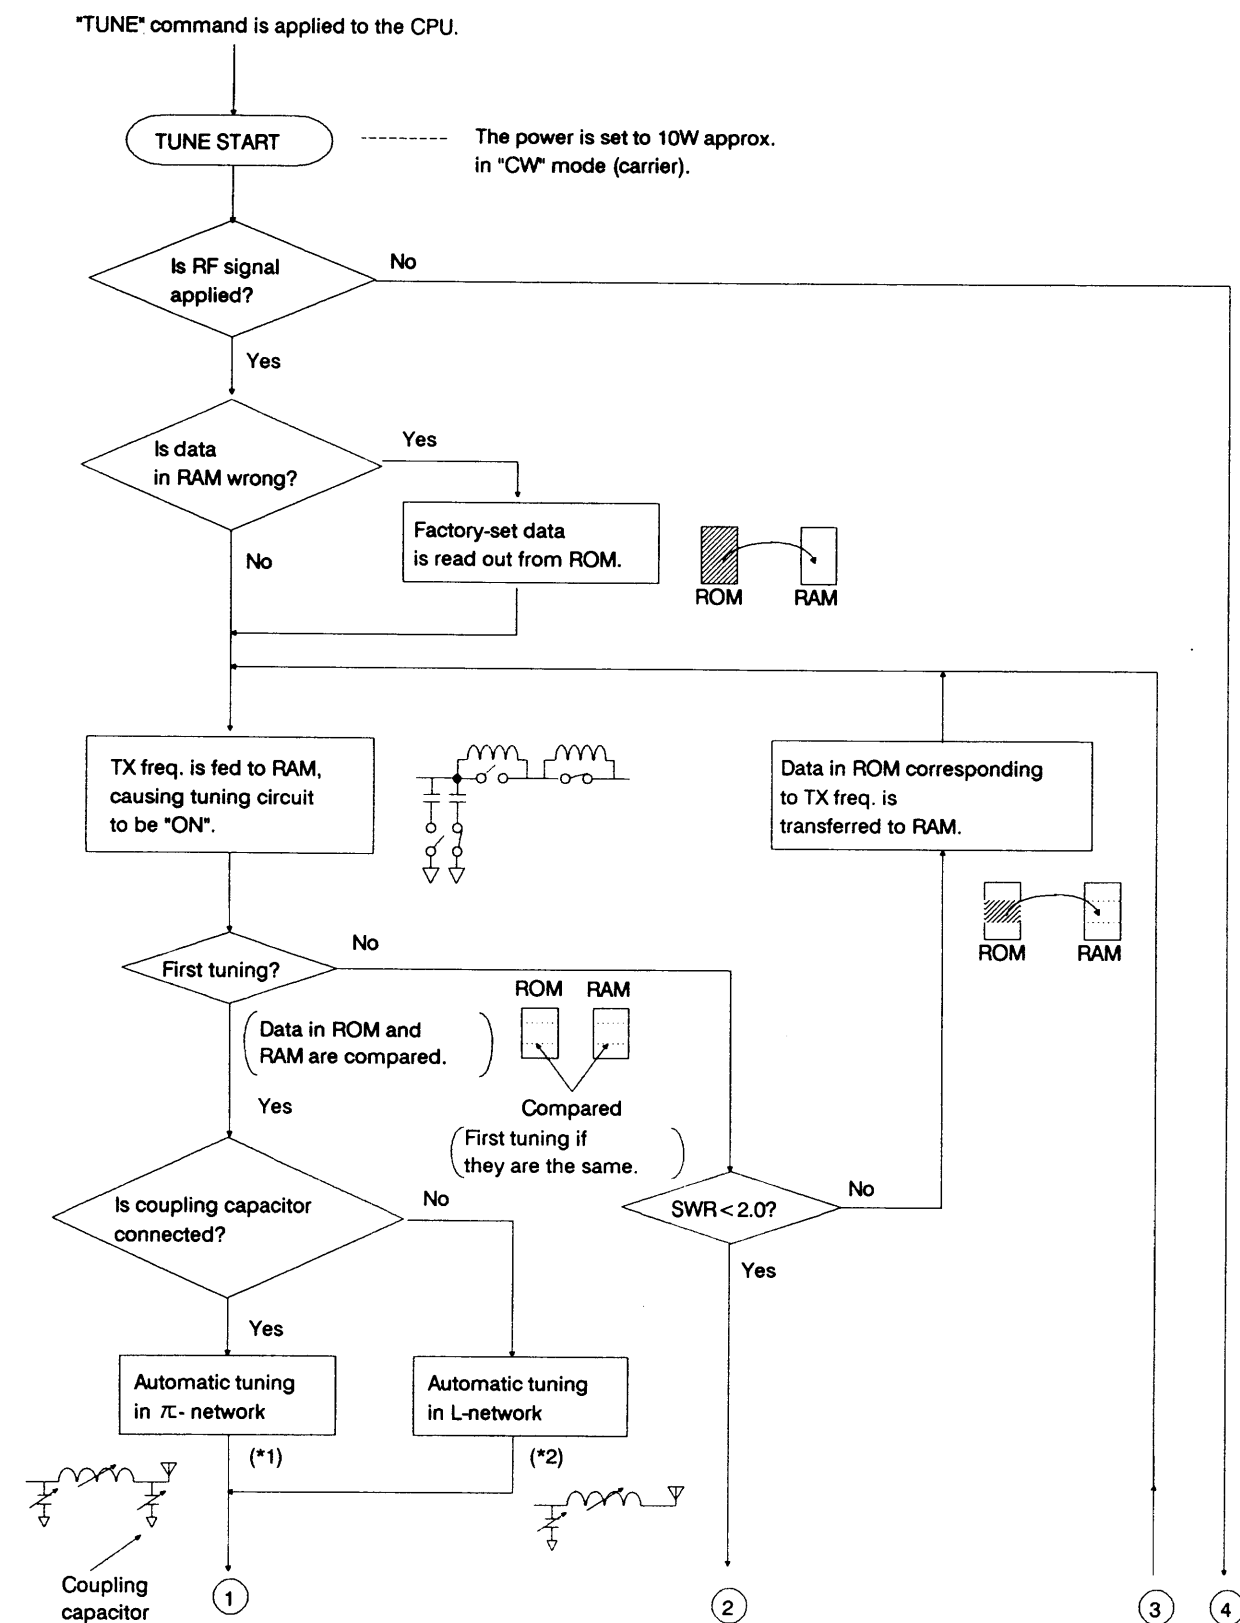 "TUNE" command is applied to the CPU.
TUNE START
The power is set to 10W approx.
in "CW" mode (carrier).
Is RF signal
applied?
No
Yes
Is data
in RAM wrong?
Yes
No
Factory-set data
is read out from ROM.
ROM RAM
TX freq. is fed to RAM,
causing tuning circuit
to be "ON".
Data in ROM corresponding
to TX freq. is
transferred to RAM.
ROM RAM
First tuning?
No
(Data in ROM and
RAM are compared.)
Yes
ROM RAM
Compared
(First tuning if
they are the same.)
SWR < 2.0?
No
Yes
Is coupling capacitor
connected?
No
Yes
Automatic tuning
in π- network
(*1)
Automatic tuning
in L-network
(*2)
Coupling
capacitor
1
2
3
4